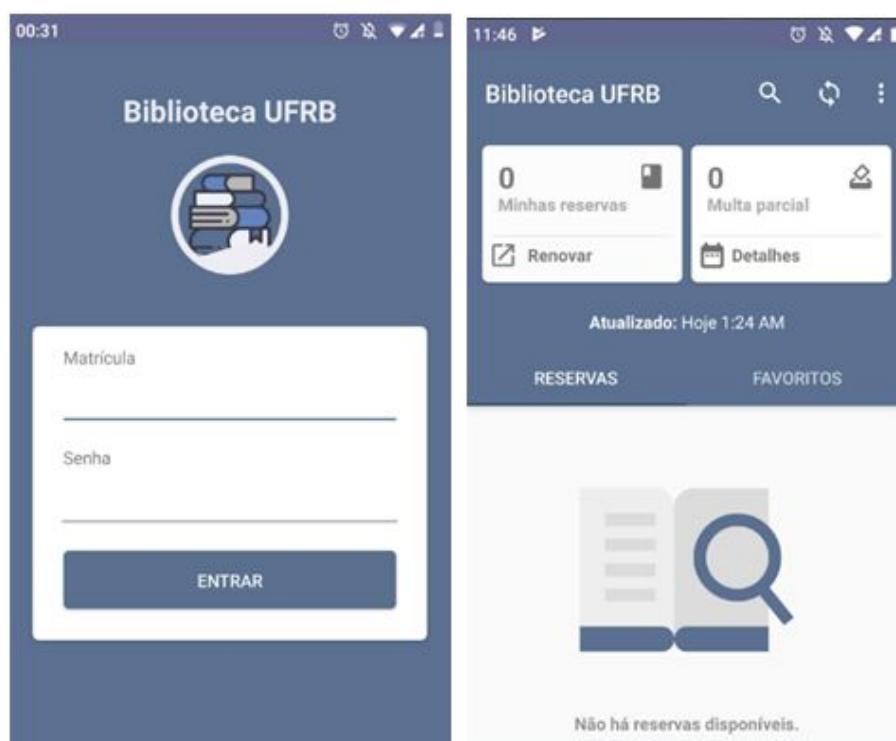 00:31
Biblioteca UFRB
Matrícula
Senha
ENTRAR
11:46
Biblioteca UFRB
0
Minhas reservas
Renovar
0
Multa parcial
Detalhes
Atualizado: Hoje 1:24 AM
RESERVAS
FAVORITOS
Não há reservas disponíveis.